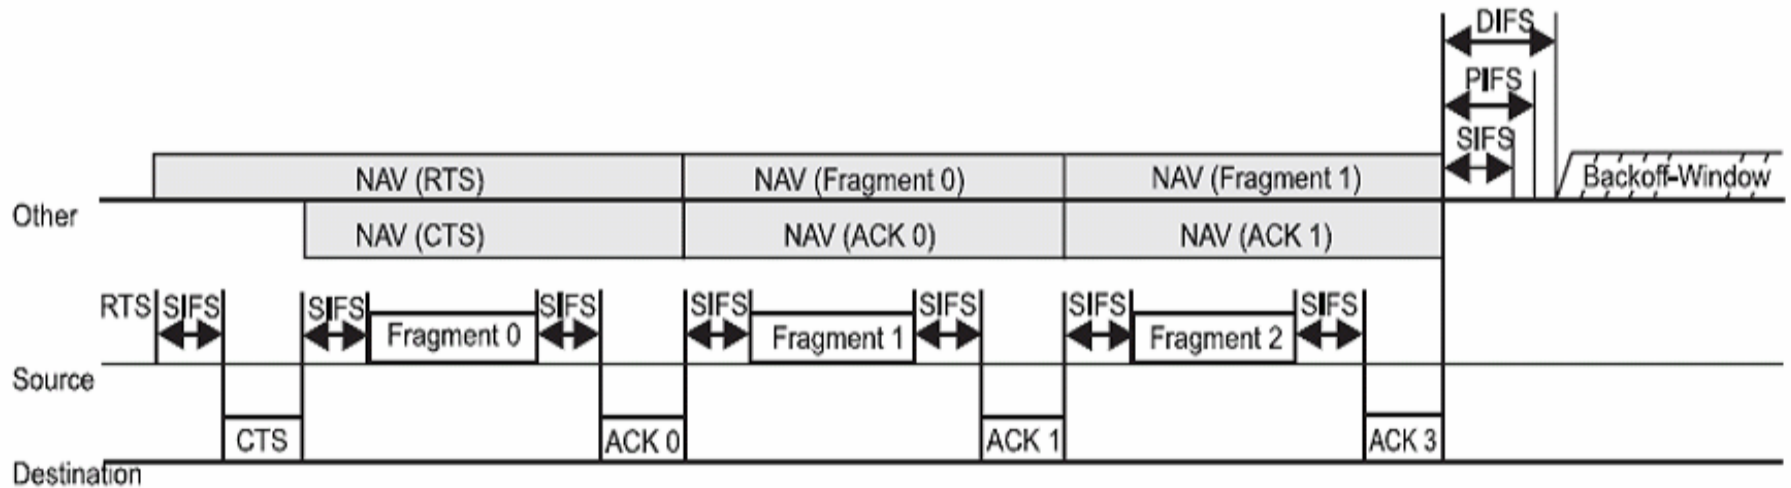 DIFS
PIFS
SIFS
NAV (RTS) NAV (Fragment 0) NAV (Fragment 1) Backoff-Window
Other
NAV (CTS) NAV (ACK 0) NAV (ACK 1)
RTS SIFS SIFS SIFS SIFS SIFS SIFS SIFS
Fragment 0 Fragment 1 Fragment 2
Source
CTS ACK 0 ACK 1 ACK 3
Destination